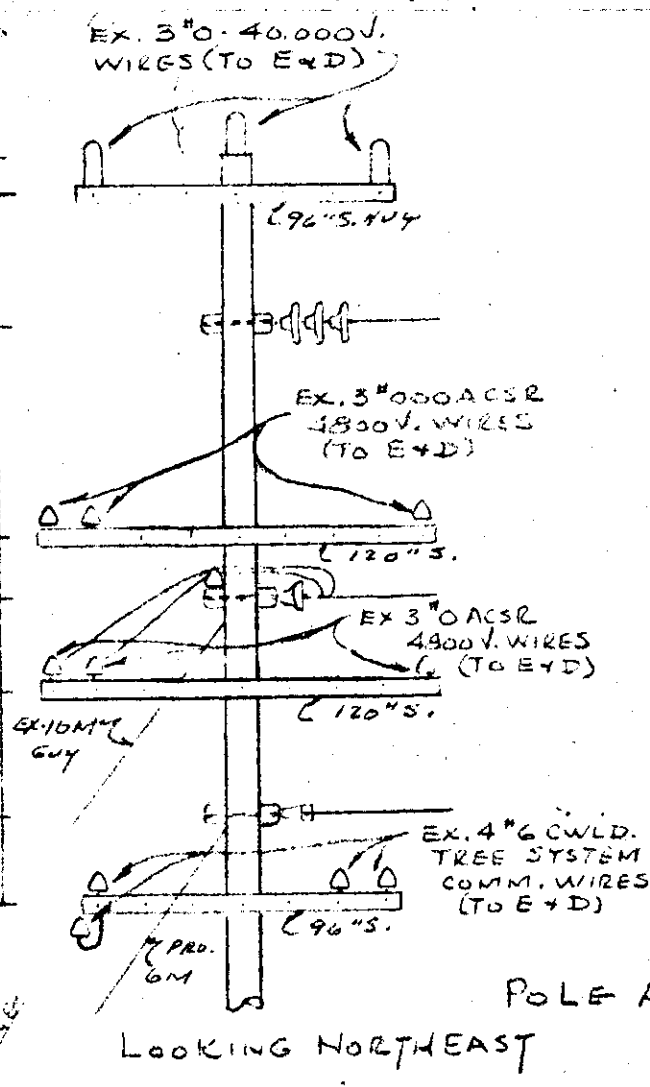 EX. 3 #0 - 40.000V.
WIRES (TO E & D)
96" S. HVY
EX. 3 #000 ACSR
4800 V. WIRES
(TO E & D)
120" S.
EX 3 #0 ACSR
4800 V. WIRES
(TO E & D)
120" S.
EX. 10M
GUY
EX. 4 #6 CWLD.
TREE SYSTEM
COMM. WIRES
(TO E & D)
96" S.
PRO.
6M
POLE A
LOOKING NORTHEAST